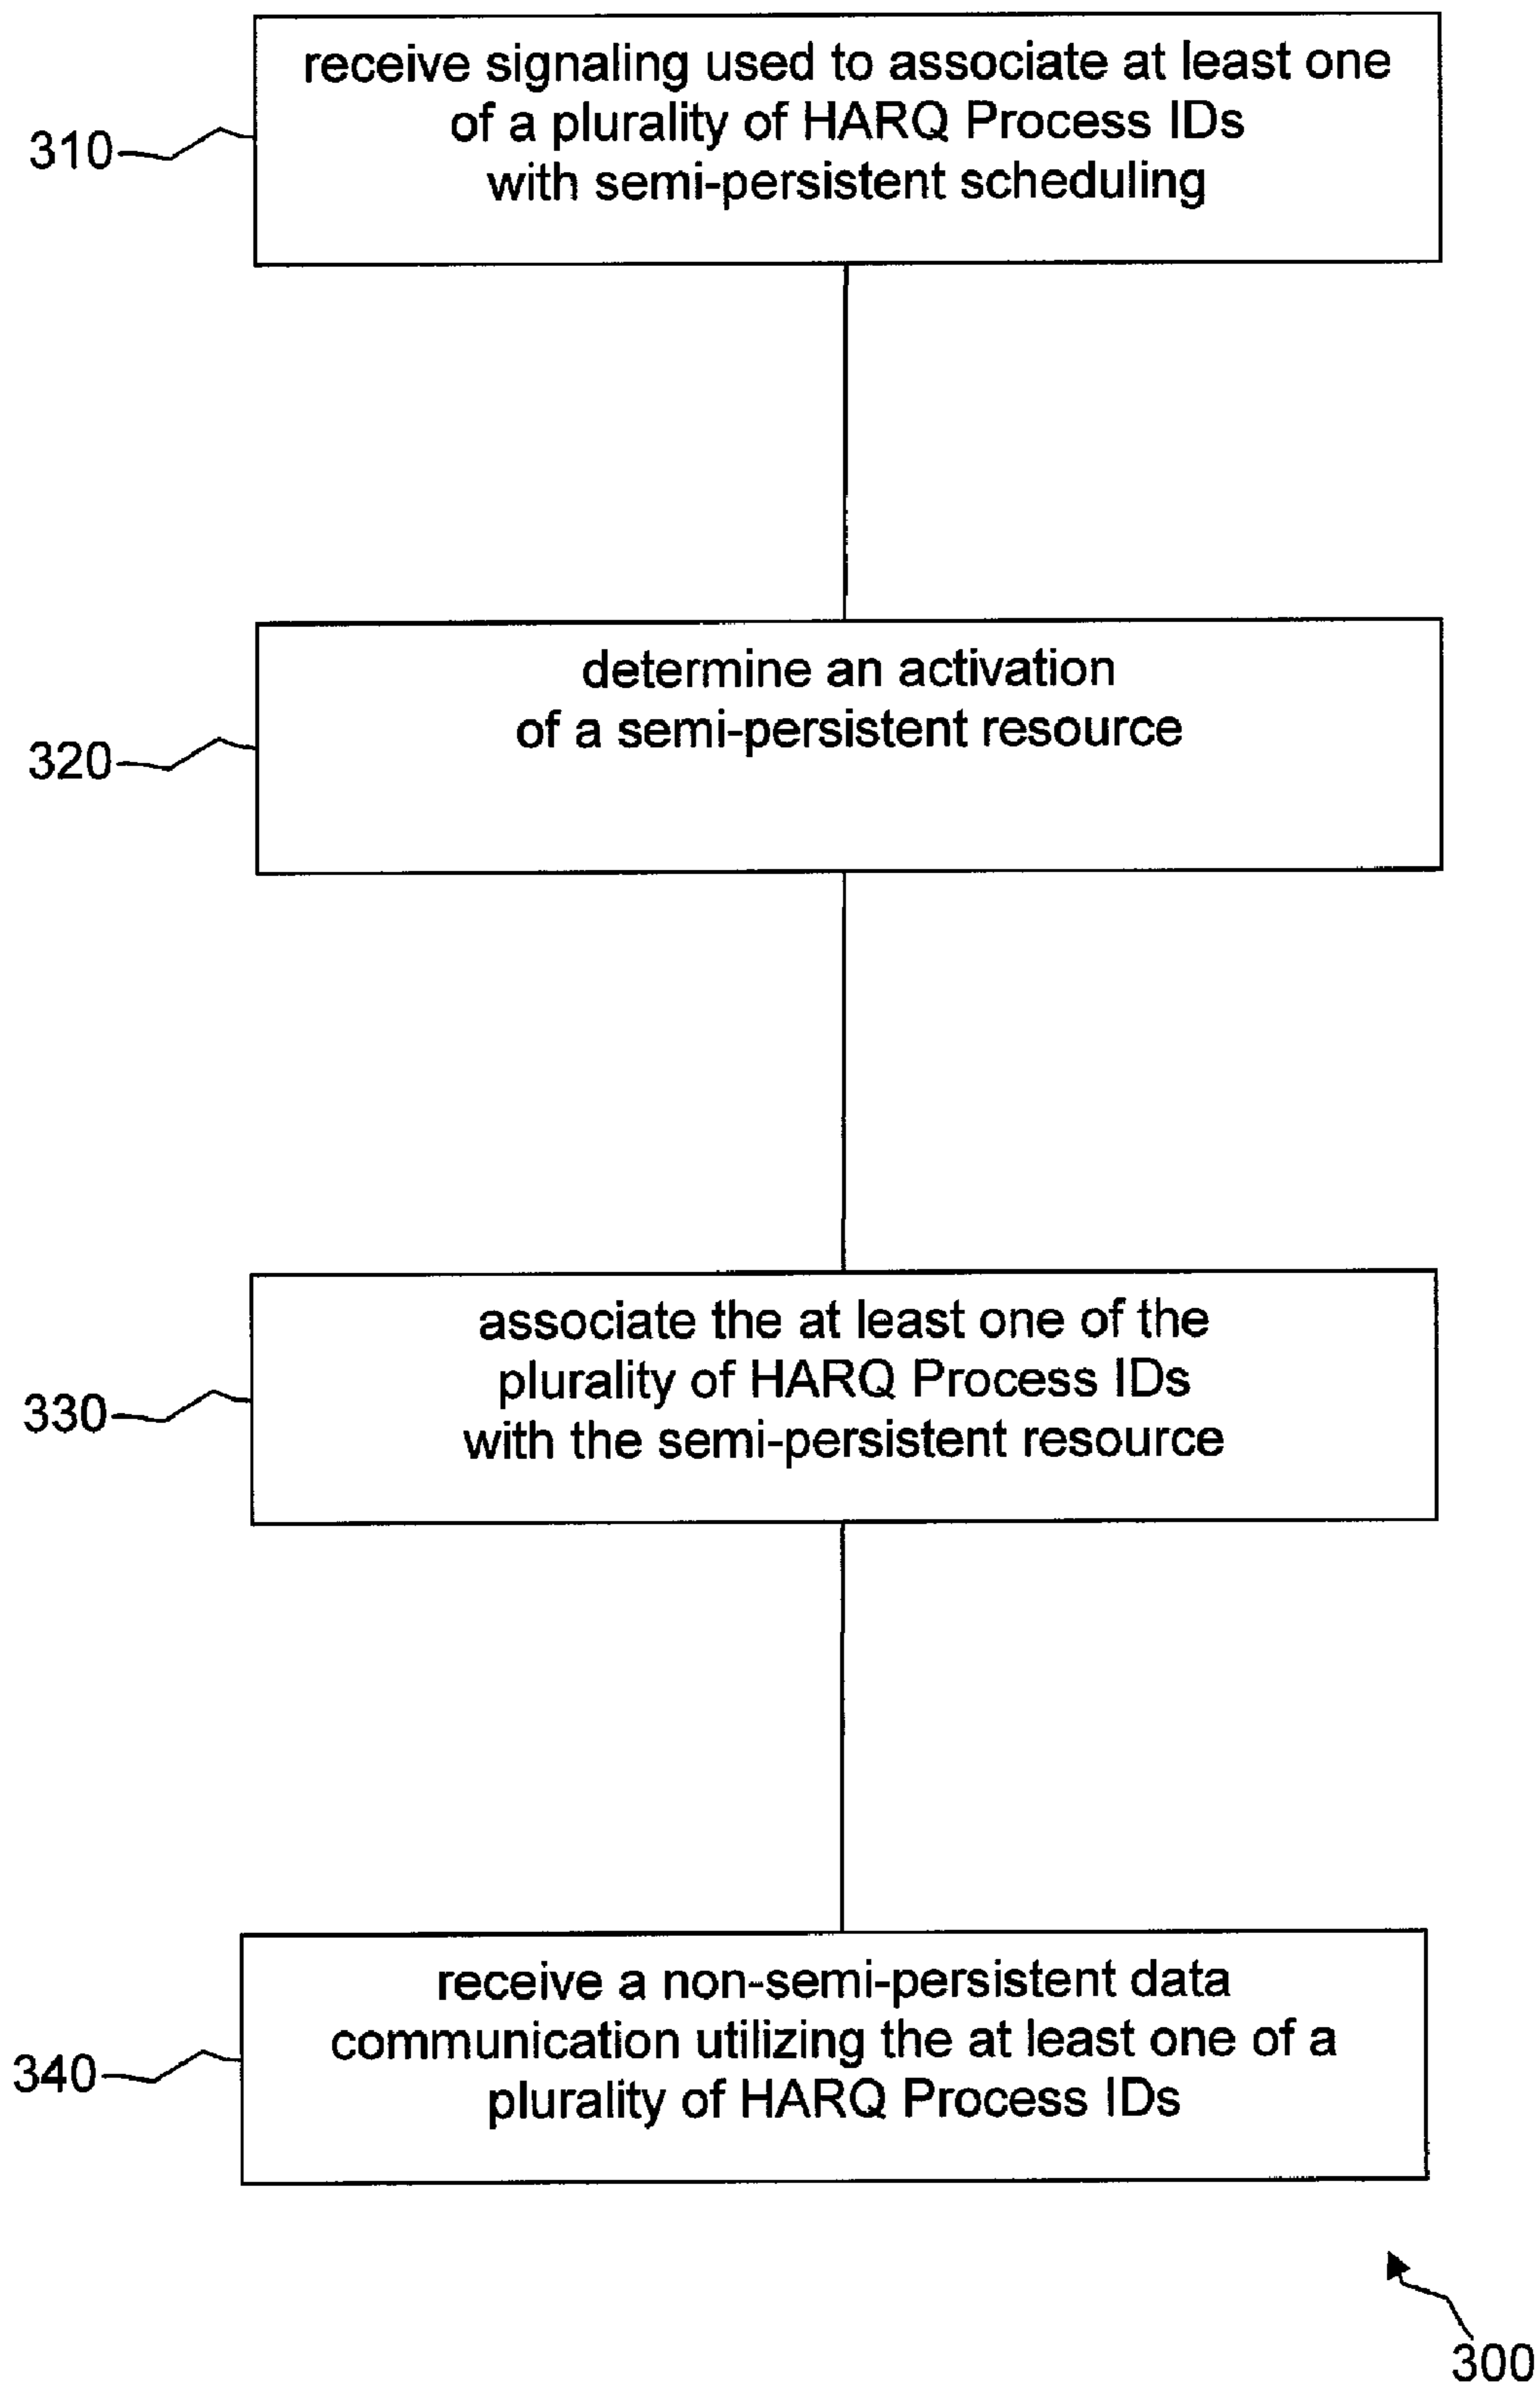 receive signaling used to associate at least one
of a plurality of HARQ Process IDs
with semi-persistent scheduling
310
determine an activation
of a semi-persistent resource
320
associate the at least one of the
plurality of HARQ Process IDs
with the semi-persistent resource
330
receive a non-semi-persistent data
communication utilizing the at least one of a
plurality of HARQ Process IDs
340
300